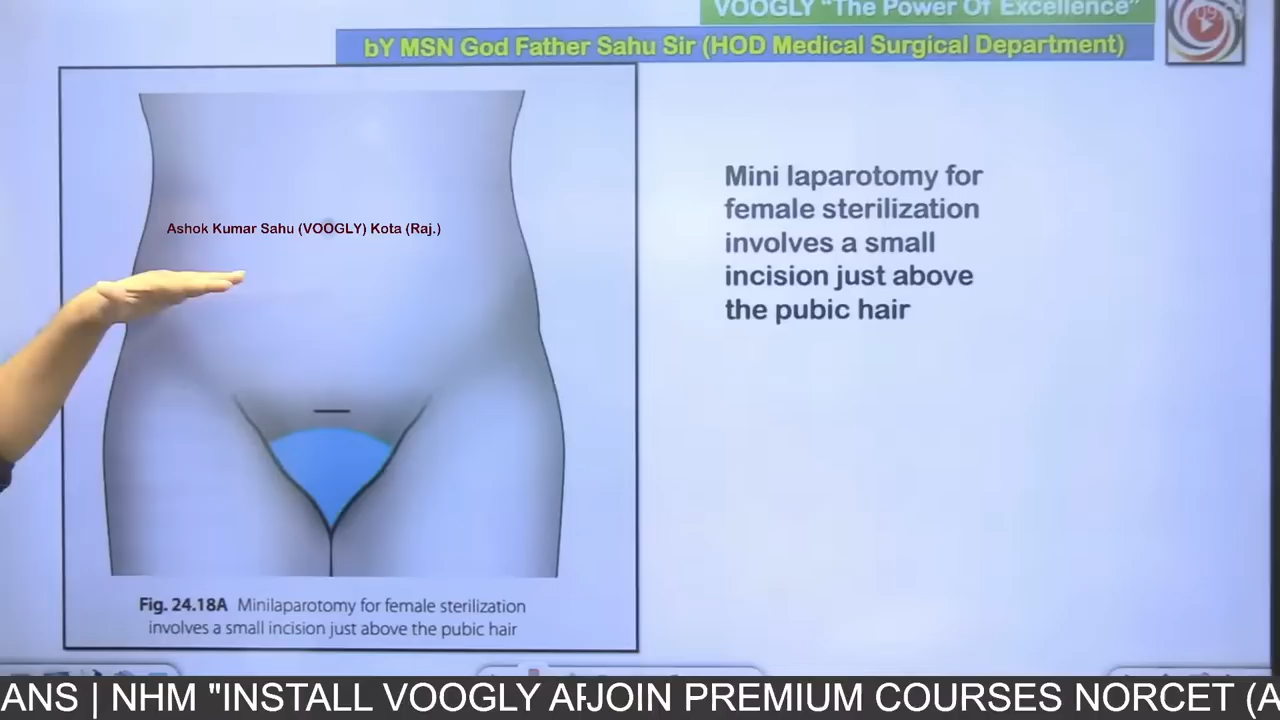 VOOGLY "The Power Of Excellence"
bY MSN God Father Sahu Sir (HOD Medical Surgical Department)
Ashok Kumar Sahu (VOOGLY) Kota (Raj.)
Mini laparotomy for
female sterilization
involves a small
incision just above
the pubic hair
Fig. 24.18A Minilaparotomy for female sterilization
involves a small incision just above the pubic hair
ANS | NHM "INSTALL VOOGLY AP
JOIN PREMIUM COURSES NORCET (A